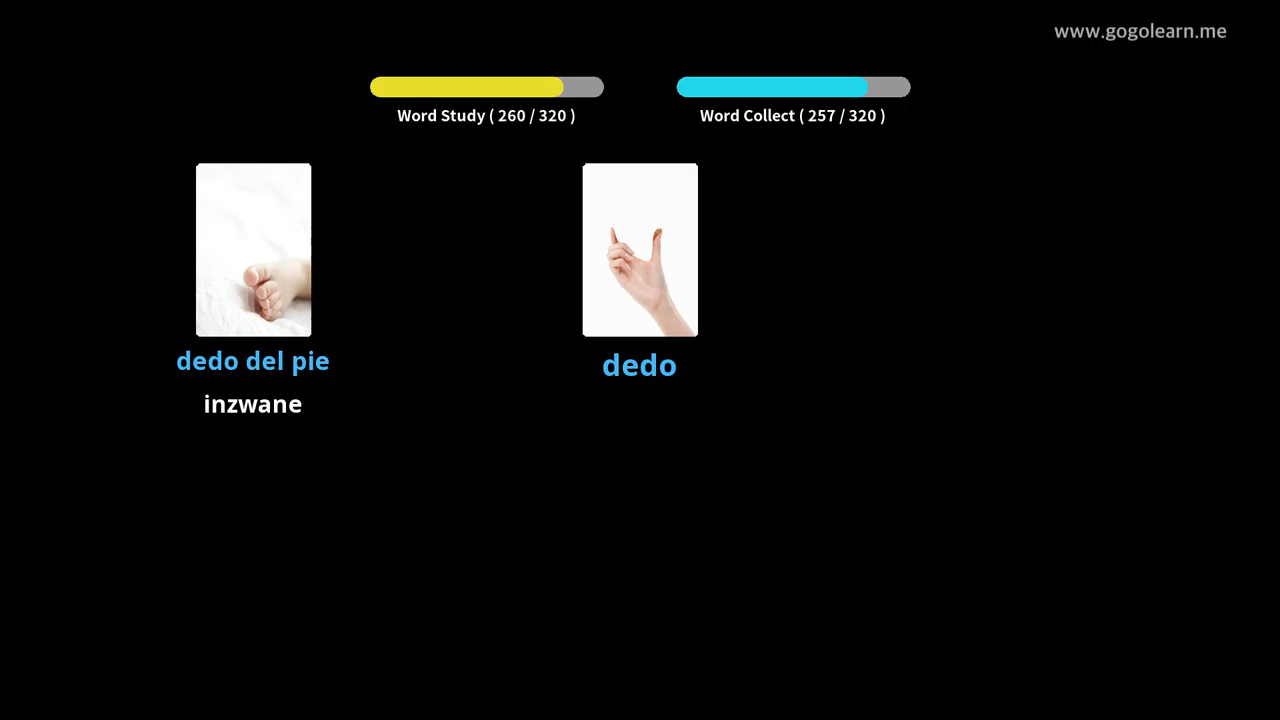 www.gogolearn.me
Word Study ( 260 / 320 )
Word Collect ( 257 / 320 )
dedo del pie
inzwane
dedo